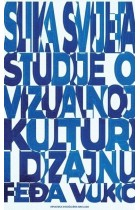 SLIKA SVIJETA
STUDIJE O
VIZUALNOJ
KULTURI
I DIZAJNU
FEĐA VUKIĆ